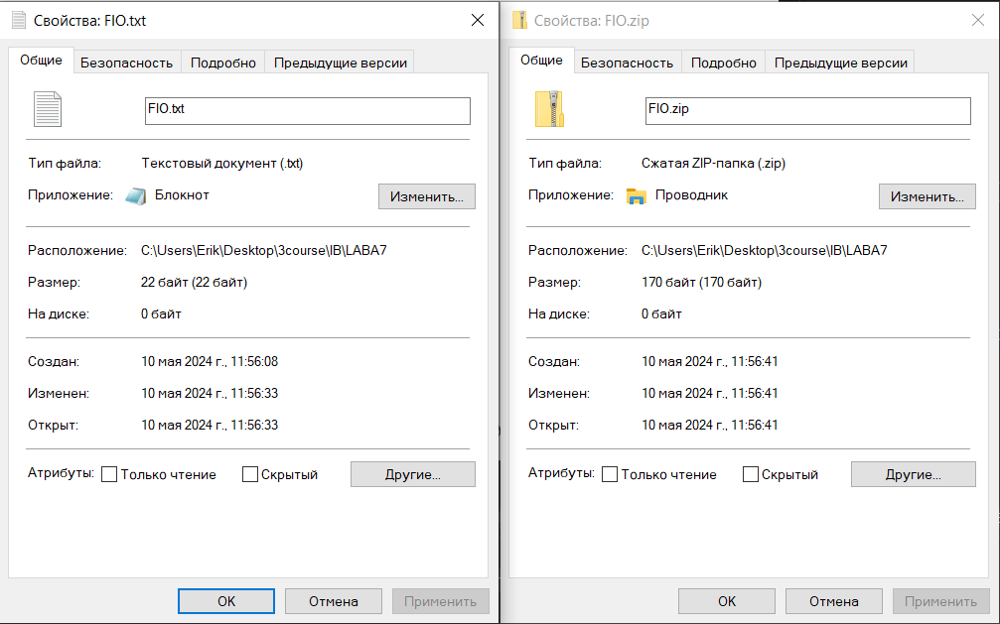 Свойства: FIO.txt
Общие
Безопасность
Подробно
Предыдущие версии
FIO.txt
Тип файла: Текстовый документ (.txt)
Приложение: Блокнот
Изменить...
Расположение: C:\Users\Erik\Desktop\3course\IB\LABA7
Размер: 22 байт (22 байт)
На диске: 0 байт
Создан: 10 мая 2024 г., 11:56:08
Изменен: 10 мая 2024 г., 11:56:33
Открыт: 10 мая 2024 г., 11:56:33
Атрибуты: Только чтение Скрытый
Другие...
ОК
Отмена
Применить
Свойства: FIO.zip
Общие
Безопасность
Подробно
Предыдущие версии
FIO.zip
Тип файла: Сжатая ZIP-папка (.zip)
Приложение: Проводник
Изменить...
Расположение: C:\Users\Erik\Desktop\3course\IB\LABA7
Размер: 170 байт (170 байт)
На диске: 0 байт
Создан: 10 мая 2024 г., 11:56:41
Изменен: 10 мая 2024 г., 11:56:41
Открыт: 10 мая 2024 г., 11:56:41
Атрибуты: Только чтение Скрытый
Другие...
ОК
Отмена
Применить